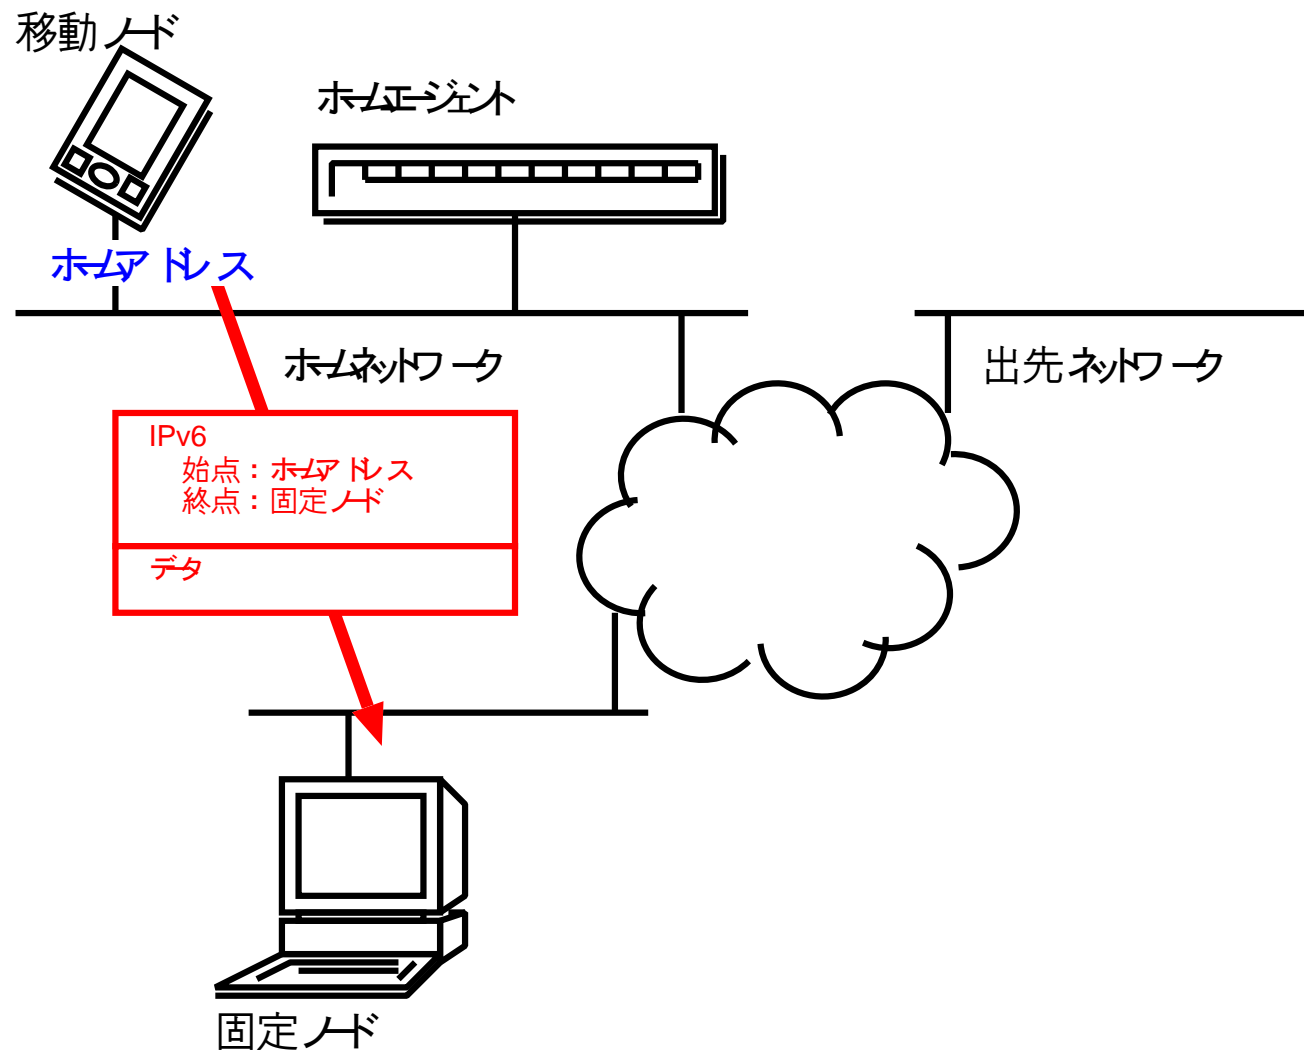 移動ノード
ホームエージェント
ホームアドレス
ホームネットワーク
出先ネットワーク
IPv6
始点：ホームアドレス
終点：固定ノード
データ
固定ノード